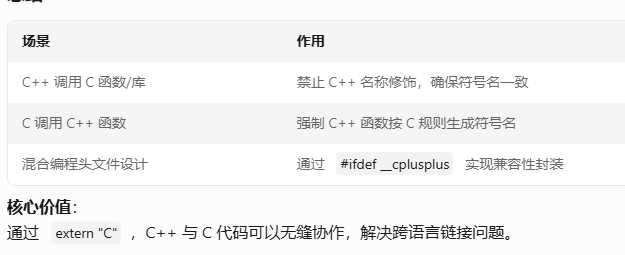 场景 作用
C++ 调用 C 函数/库 禁止 C++ 名称修饰，确保符号名一致
C 调用 C++ 函数 强制 C++ 函数按 C 规则生成符号名
混合编程头文件设计 通过 #ifdef __cplusplus 实现兼容性封装
核心价值：
通过 extern "C" ，C++ 与 C 代码可以无缝协作，解决跨语言链接问题。